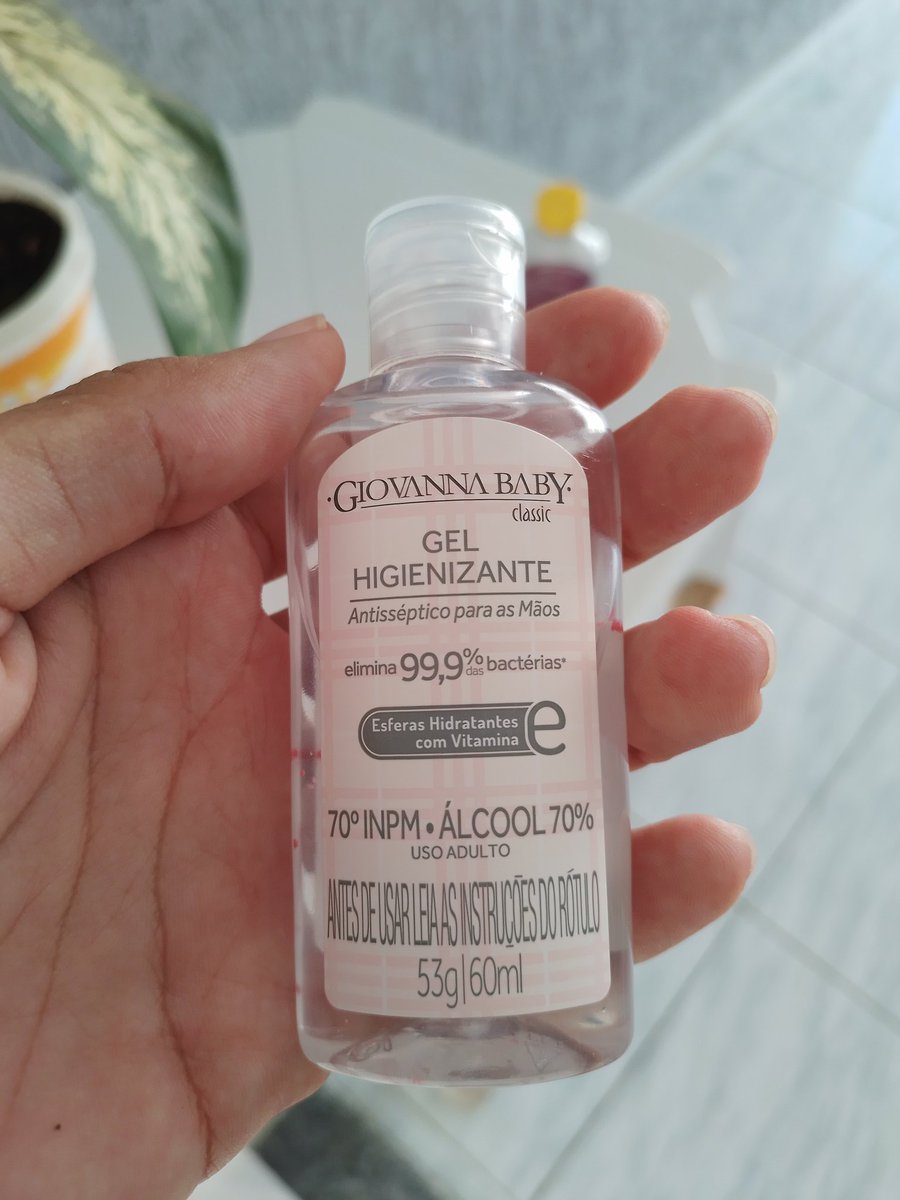 ·GIOVANNA BABY·
classic
GEL
HIGIENIZANTE
Antisséptico para as Mãos
elimina 99,9% das bactérias*
Esferas Hidratantes
com Vitamina e
70º INPM • ÁLCOOL 70%
USO ADULTO
ANTES DE USAR LEIA AS INSTRUÇÕES DO RÓTULO
53g|60ml